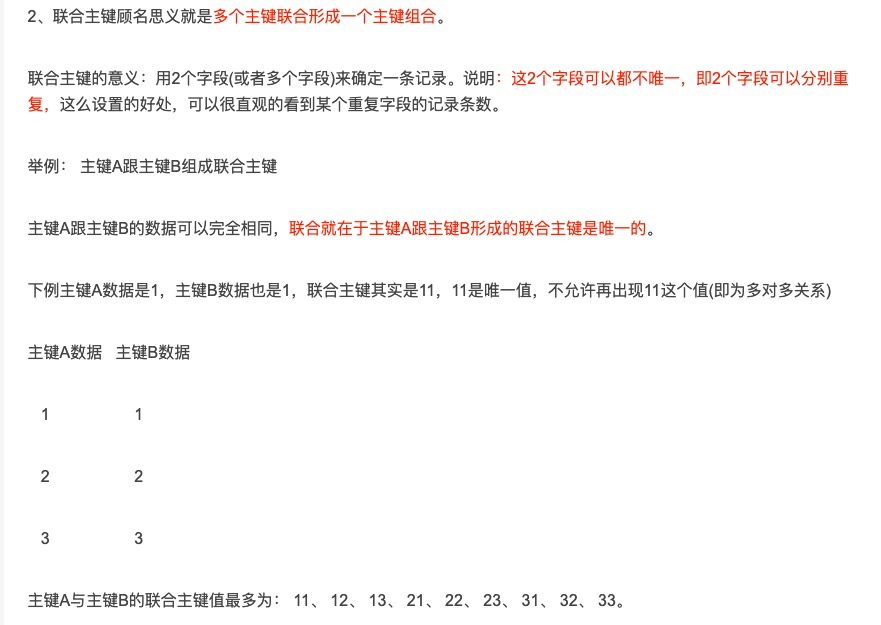 2、联合主键顾名思义就是多个主键联合形成一个主键组合。
联合主键的意义：用2个字段(或者多个字段)来确定一条记录。说明：这2个字段可以都不唯一，即2个字段可以分别重
复，这么设置的好处，可以很直观的看到某个重复字段的记录条数。
举例： 主键A跟主键B组成联合主键
主键A跟主键B的数据可以完全相同，联合就在于主键A跟主键B形成的联合主键是唯一的。
下例主键A数据是1，主键B数据也是1，联合主键其实是11，11是唯一值，不允许再出现11这个值(即为多对多关系)
主键A数据 主键B数据
1 1
2 2
3 3
主键A与主键B的联合主键值最多为： 11、 12、 13、 21、 22、 23、 31、 32、 33。